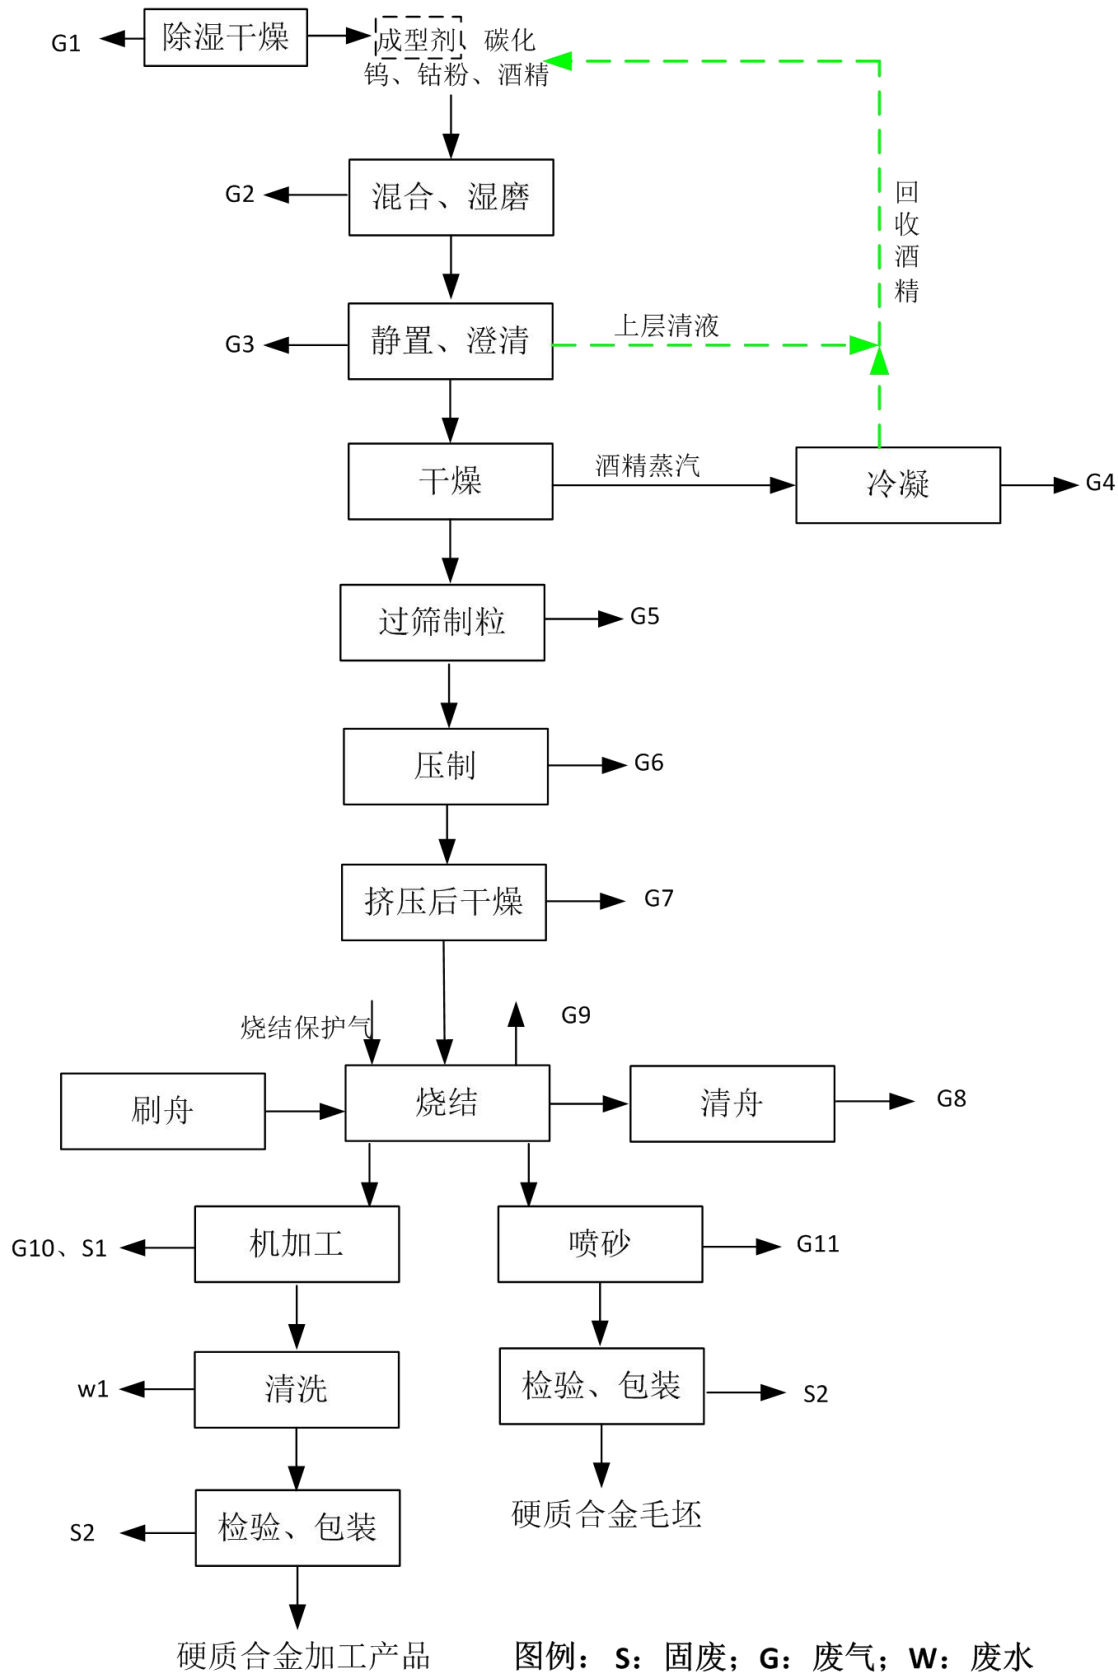 G1
除湿干燥
成型剂、碳化
钨、钴粉、酒精
G2
混合、湿磨
回收酒精
G3
静置、澄清
上层清液
干燥
酒精蒸汽
冷凝
G4
过筛制粒
G5
压制
G6
挤压后干燥
G7
烧结保护气
G9
刷舟
烧结
清舟
G8
G10、S1
机加工
喷砂
G11
w1
清洗
检验、包装
S2
S2
检验、包装
硬质合金毛坯
硬质合金加工产品
图例：S：固废；G：废气；W：废水